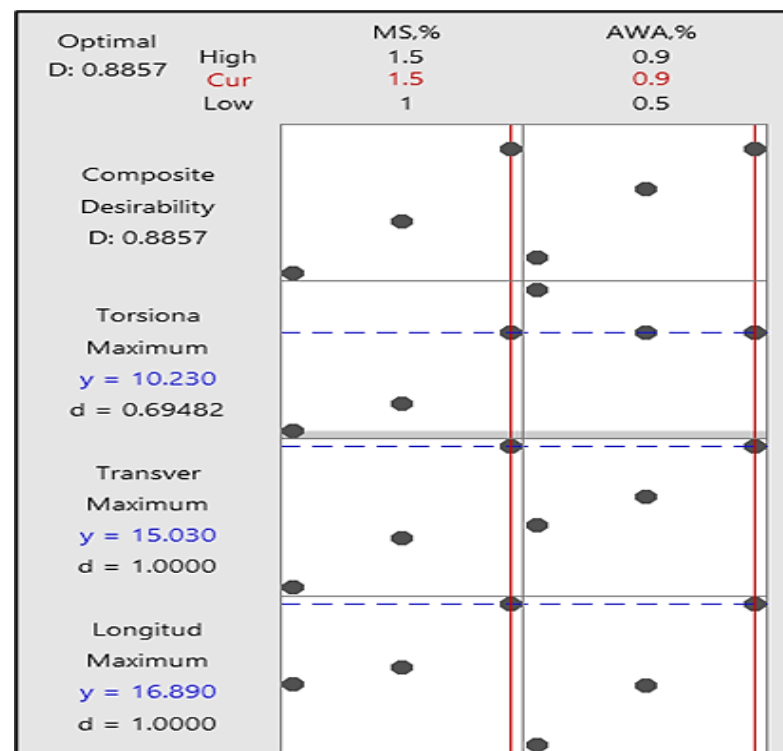 Optimal
D: 0.8857
MS,% AWA,%
High 1.5 0.9
Cur 1.5 0.9
Low 1 0.5
Composite
Desirability
D: 0.8857
Torsiona
Maximum
y = 10.230
d = 0.69482
Transver
Maximum
y = 15.030
d = 1.0000
Longitud
Maximum
y = 16.890
d = 1.0000